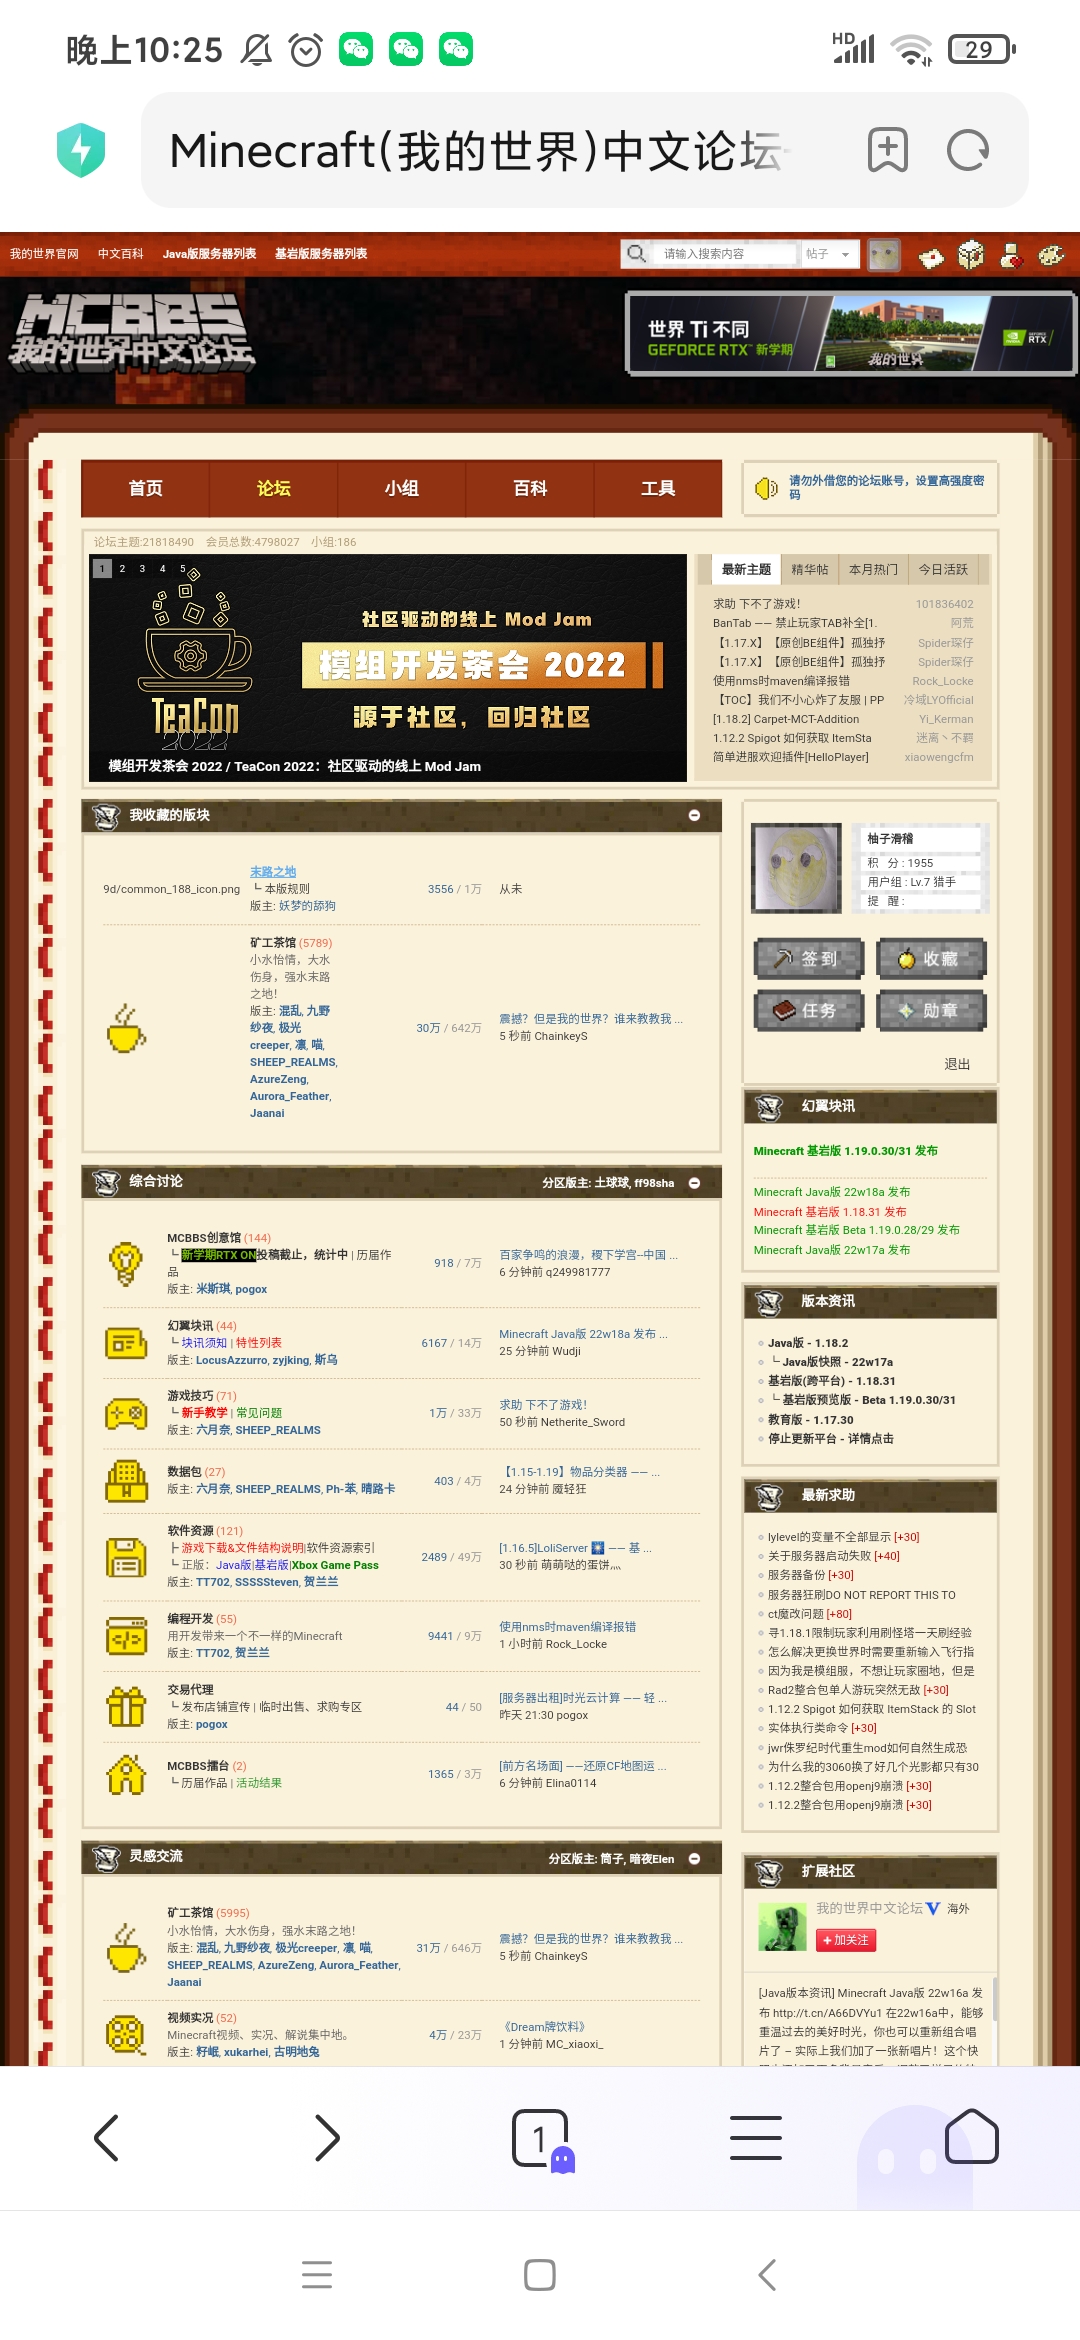 晚上10:25
HD
29
Minecraft(我的世界)中文论坛-
我的世界官网 中文百科 Java版服务器列表 基岩版服务器列表
请输入搜索内容 帖子
MCBBS
我的世界中文论坛
世界 Ti 不同
GEFORCE RTX™ 新学期
我的世界
RTX
首页 论坛 小组 百科 工具
请勿外借您的论坛账号，设置高强度密
码
论坛主题:21818490 会员总数:4798027 小组:186
1 2 3 4 5
社区驱动的线上 Mod Jam
模组开发茶会 2022
源于社区，回归社区
TeaCon
2022
模组开发茶会 2022 / TeaCon 2022：社区驱动的线上 Mod Jam
最新主题 精华帖 本月热门 今日活跃
求助 下不了游戏！ 101836402
BanTab —— 禁止玩家TAB补全[1. 阿荒
【1.17.X】【原创BE组件】孤独抒 Spider琛仔
【1.17.X】【原创BE组件】孤独抒 Spider琛仔
使用nms时maven编译报错 Rock_Locke
【TOC】我们不小心炸了友服 | PP 冷域LYOfficial
[1.18.2] Carpet-MCT-Addition Yi_Kerman
1.12.2 Spigot 如何获取 ItemSta 迷离丶不羁
简单进服欢迎插件[HelloPlayer] xiaowengcfm
我收藏的版块
9d/common_188_icon.png
末路之地
┗ 本版规则
版主: 妖梦的舔狗
3556 / 1万
从未
矿工茶馆 (5789)
小水怡情，大水
伤身，强水末路
之地！
版主: 混乱, 九野
纱夜, 极光
creeper, 凛, 喵,
SHEEP_REALMS,
AzureZeng,
Aurora_Feather,
Jaanai
30万 / 642万
震撼？但是我的世界？谁来教教我 ...
5 秒前 ChainkeyS
柚子滑稽
积 分 : 1955
用户组 : Lv.7 猎手
提 醒 :
签到 收藏
任务 勋章
退出
幻翼块讯
Minecraft 基岩版 1.19.0.30/31 发布
Minecraft Java版 22w18a 发布
Minecraft 基岩版 1.18.31 发布
Minecraft 基岩版 Beta 1.19.0.28/29 发布
Minecraft Java版 22w17a 发布
综合讨论 分区版主: 土球球, ff98sha
MCBBS创意馆 (144)
┗ 新学期RTX ON投稿截止，统计中 | 历届作
品
版主: 米斯琪, pogox
918 / 7万
百家争鸣的浪漫，稷下学宫--中国 ...
6 分钟前 q249981777
幻翼块讯 (44)
┗ 块讯须知 | 特性列表
版主: LocusAzzurro, zyjking, 斯乌
6167 / 14万
Minecraft Java版 22w18a 发布 ...
25 分钟前 Wudji
游戏技巧 (71)
┗ 新手教学 | 常见问题
版主: 六月奈, SHEEP_REALMS
1万 / 33万
求助 下不了游戏！
50 秒前 Netherite_Sword
数据包 (27)
版主: 六月奈, SHEEP_REALMS, Ph-苯, 晴路卡
403 / 4万
【1.15-1.19】物品分类器 —— ...
24 分钟前 魇轻狂
软件资源 (121)
┣ 游戏下载&文件结构说明|软件资源索引
┗ 正版：Java版|基岩版|Xbox Game Pass
版主: TT702, SSSSSteven, 贺兰兰
2489 / 49万
[1.16.5]LoliServer —— 基 ...
30 秒前 萌萌哒的蛋饼灬
编程开发 (55)
用开发带来一个不一样的Minecraft
版主: TT702, 贺兰兰
9441 / 9万
使用nms时maven编译报错
1 小时前 Rock_Locke
交易代理
┗ 发布店铺宣传 | 临时出售、求购专区
版主: pogox
44 / 50
[服务器出租]时光云计算 —— 轻 ...
昨天 21:30 pogox
MCBBS擂台 (2)
┗ 历届作品 | 活动结果
1365 / 3万
[前方名场面] ——还原CF地图运 ...
6 分钟前 Elina0114
版本资讯
Java版 - 1.18.2
┗ Java版快照 - 22w17a
基岩版(跨平台) - 1.18.31
┗ 基岩版预览版 - Beta 1.19.0.30/31
教育版 - 1.17.30
停止更新平台 - 详情点击
最新求助
lylevel的变量不全部显示 [+30]
关于服务器启动失败 [+40]
服务器备份 [+30]
服务器狂刷DO NOT REPORT THIS TO
ct魔改问题 [+80]
寻1.18.1限制玩家利用刷怪塔一天刷经验
怎么解决更换世界时需要重新输入飞行指
因为我是模组服，不想让玩家圈地，但是
Rad2整合包单人游玩突然无敌 [+30]
1.12.2 Spigot 如何获取 ItemStack 的 Slot
实体执行类命令 [+30]
jwr侏罗纪时代重生mod如何自然生成恐
为什么我的3060换了好几个光影都只有30
1.12.2整合包用openj9崩溃 [+30]
1.12.2整合包用openj9崩溃 [+30]
灵感交流 分区版主: 筒子, 暗夜Elen
矿工茶馆 (5995)
小水怡情，大水伤身，强水末路之地！
版主: 混乱, 九野纱夜, 极光creeper, 凛, 喵,
SHEEP_REALMS, AzureZeng, Aurora_Feather,
Jaanai
31万 / 646万
震撼？但是我的世界？谁来教教我 ...
5 秒前 ChainkeyS
视频实况 (52)
Minecraft视频、实况、解说集中地。
版主: 籽岷, xukarhei, 古明地兔
4万 / 23万
《Dream牌饮料》
1 分钟前 MC_xiaoxi_
扩展社区
我的世界中文论坛 海外
+加关注
[Java版本资讯] Minecraft Java版 22w16a 发
布 http://t.cn/A66DVYu1 在22w16a中，能够
重温过去的美好时光，你也可以重新组合唱
片了 – 实际上我们加了一张新唱片！这个快
1